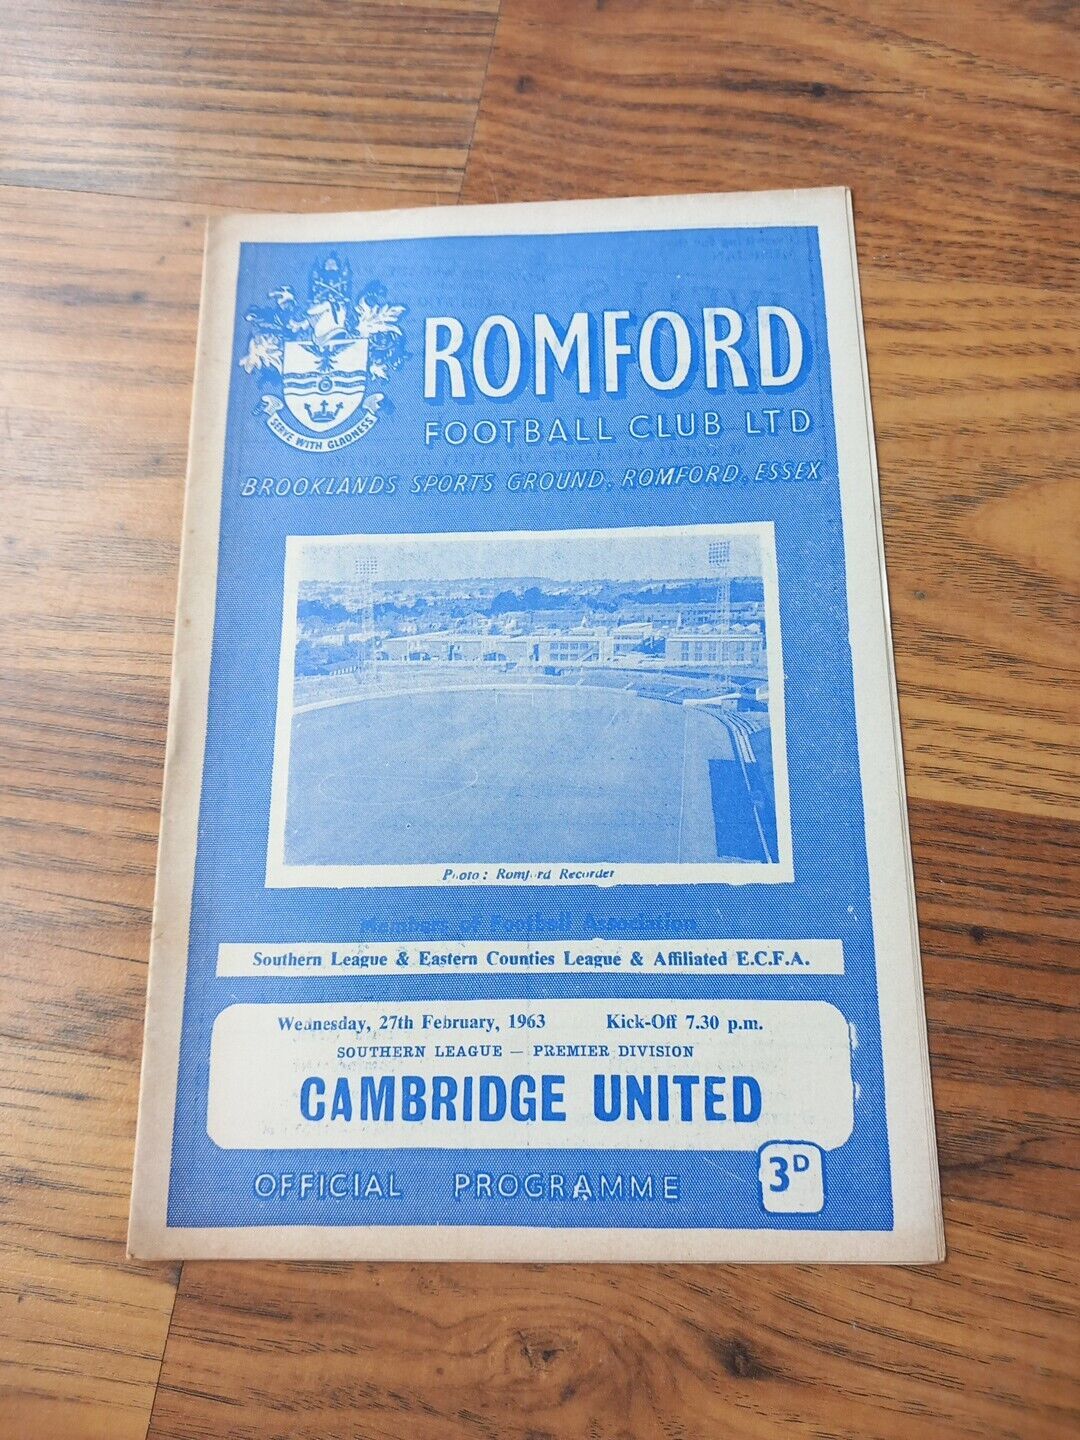 ROMFORD
FOOTBALL CLUB LTD
SERVE WITH GLADNESS
BROOKLANDS SPORTS GROUND, ROMFORD, ESSEX
Photo: Romford Recorder
Members of Football Association
Southern League & Eastern Counties League & Affiliated E.C.F.A.
Wednesday, 27th February, 1963 Kick-Off 7.30 p.m.
SOUTHERN LEAGUE — PREMIER DIVISION
CAMBRIDGE UNITED
OFFICIAL PROGRAMME
3D